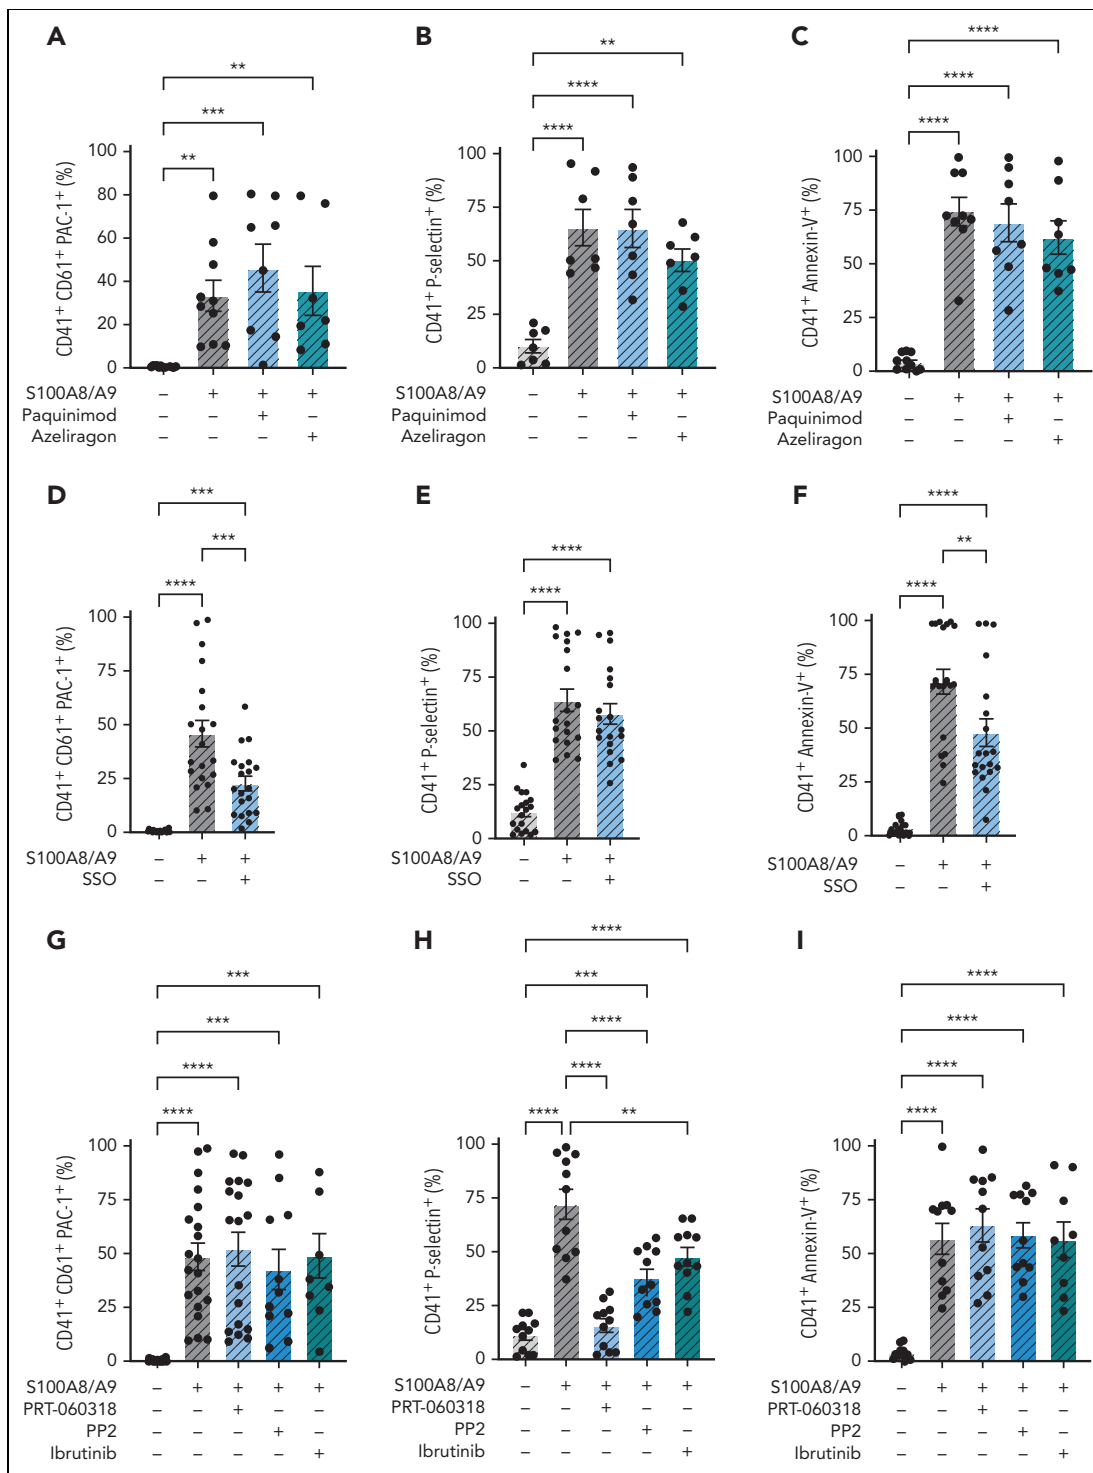 A
B
C
** 
***
**
**
****
****
****
****
****
CD41+ CD61+ PAC-1+ (%)
100
80
60
40
20
0
CD41+ P-selectin+ (%)
100
75
50
25
0
CD41+ Annexin-V+ (%)
100
75
50
25
0
S100A8/A9 – + + +
Paquinimod – – + –
Azeliragon – – – +
S100A8/A9 – + + +
Paquinimod – – + –
Azeliragon – – – +
S100A8/A9 – + + +
Paquinimod – – + –
Azeliragon – – – +
D
E
F
***
***
****
****
****
****
**
****
CD41+ CD61+ PAC-1+ (%)
100
75
50
25
0
CD41+ P-selectin+ (%)
100
75
50
25
0
CD41+ Annexin-V+ (%)
100
75
50
25
0
S100A8/A9 – + +
SSO – – +
S100A8/A9 – + +
SSO – – +
S100A8/A9 – + +
SSO – – +
G
H
I
***
***
****
****
****
***
****
****
****
**
****
****
****
****
CD41+ CD61+ PAC-1+ (%)
100
75
50
25
0
CD41+ P-selectin+ (%)
100
75
50
25
0
CD41+ Annexin-V+ (%)
100
75
50
25
0
S100A8/A9 – + + + +
PRT-060318 – – + – –
PP2 – – – + –
Ibrutinib – – – – +
S100A8/A9 – + + + +
PRT-060318 – – + – –
PP2 – – – + –
Ibrutinib – – – – +
S100A8/A9 – + + + +
PRT-060318 – – + – –
PP2 – – – + –
Ibrutinib – – – – +